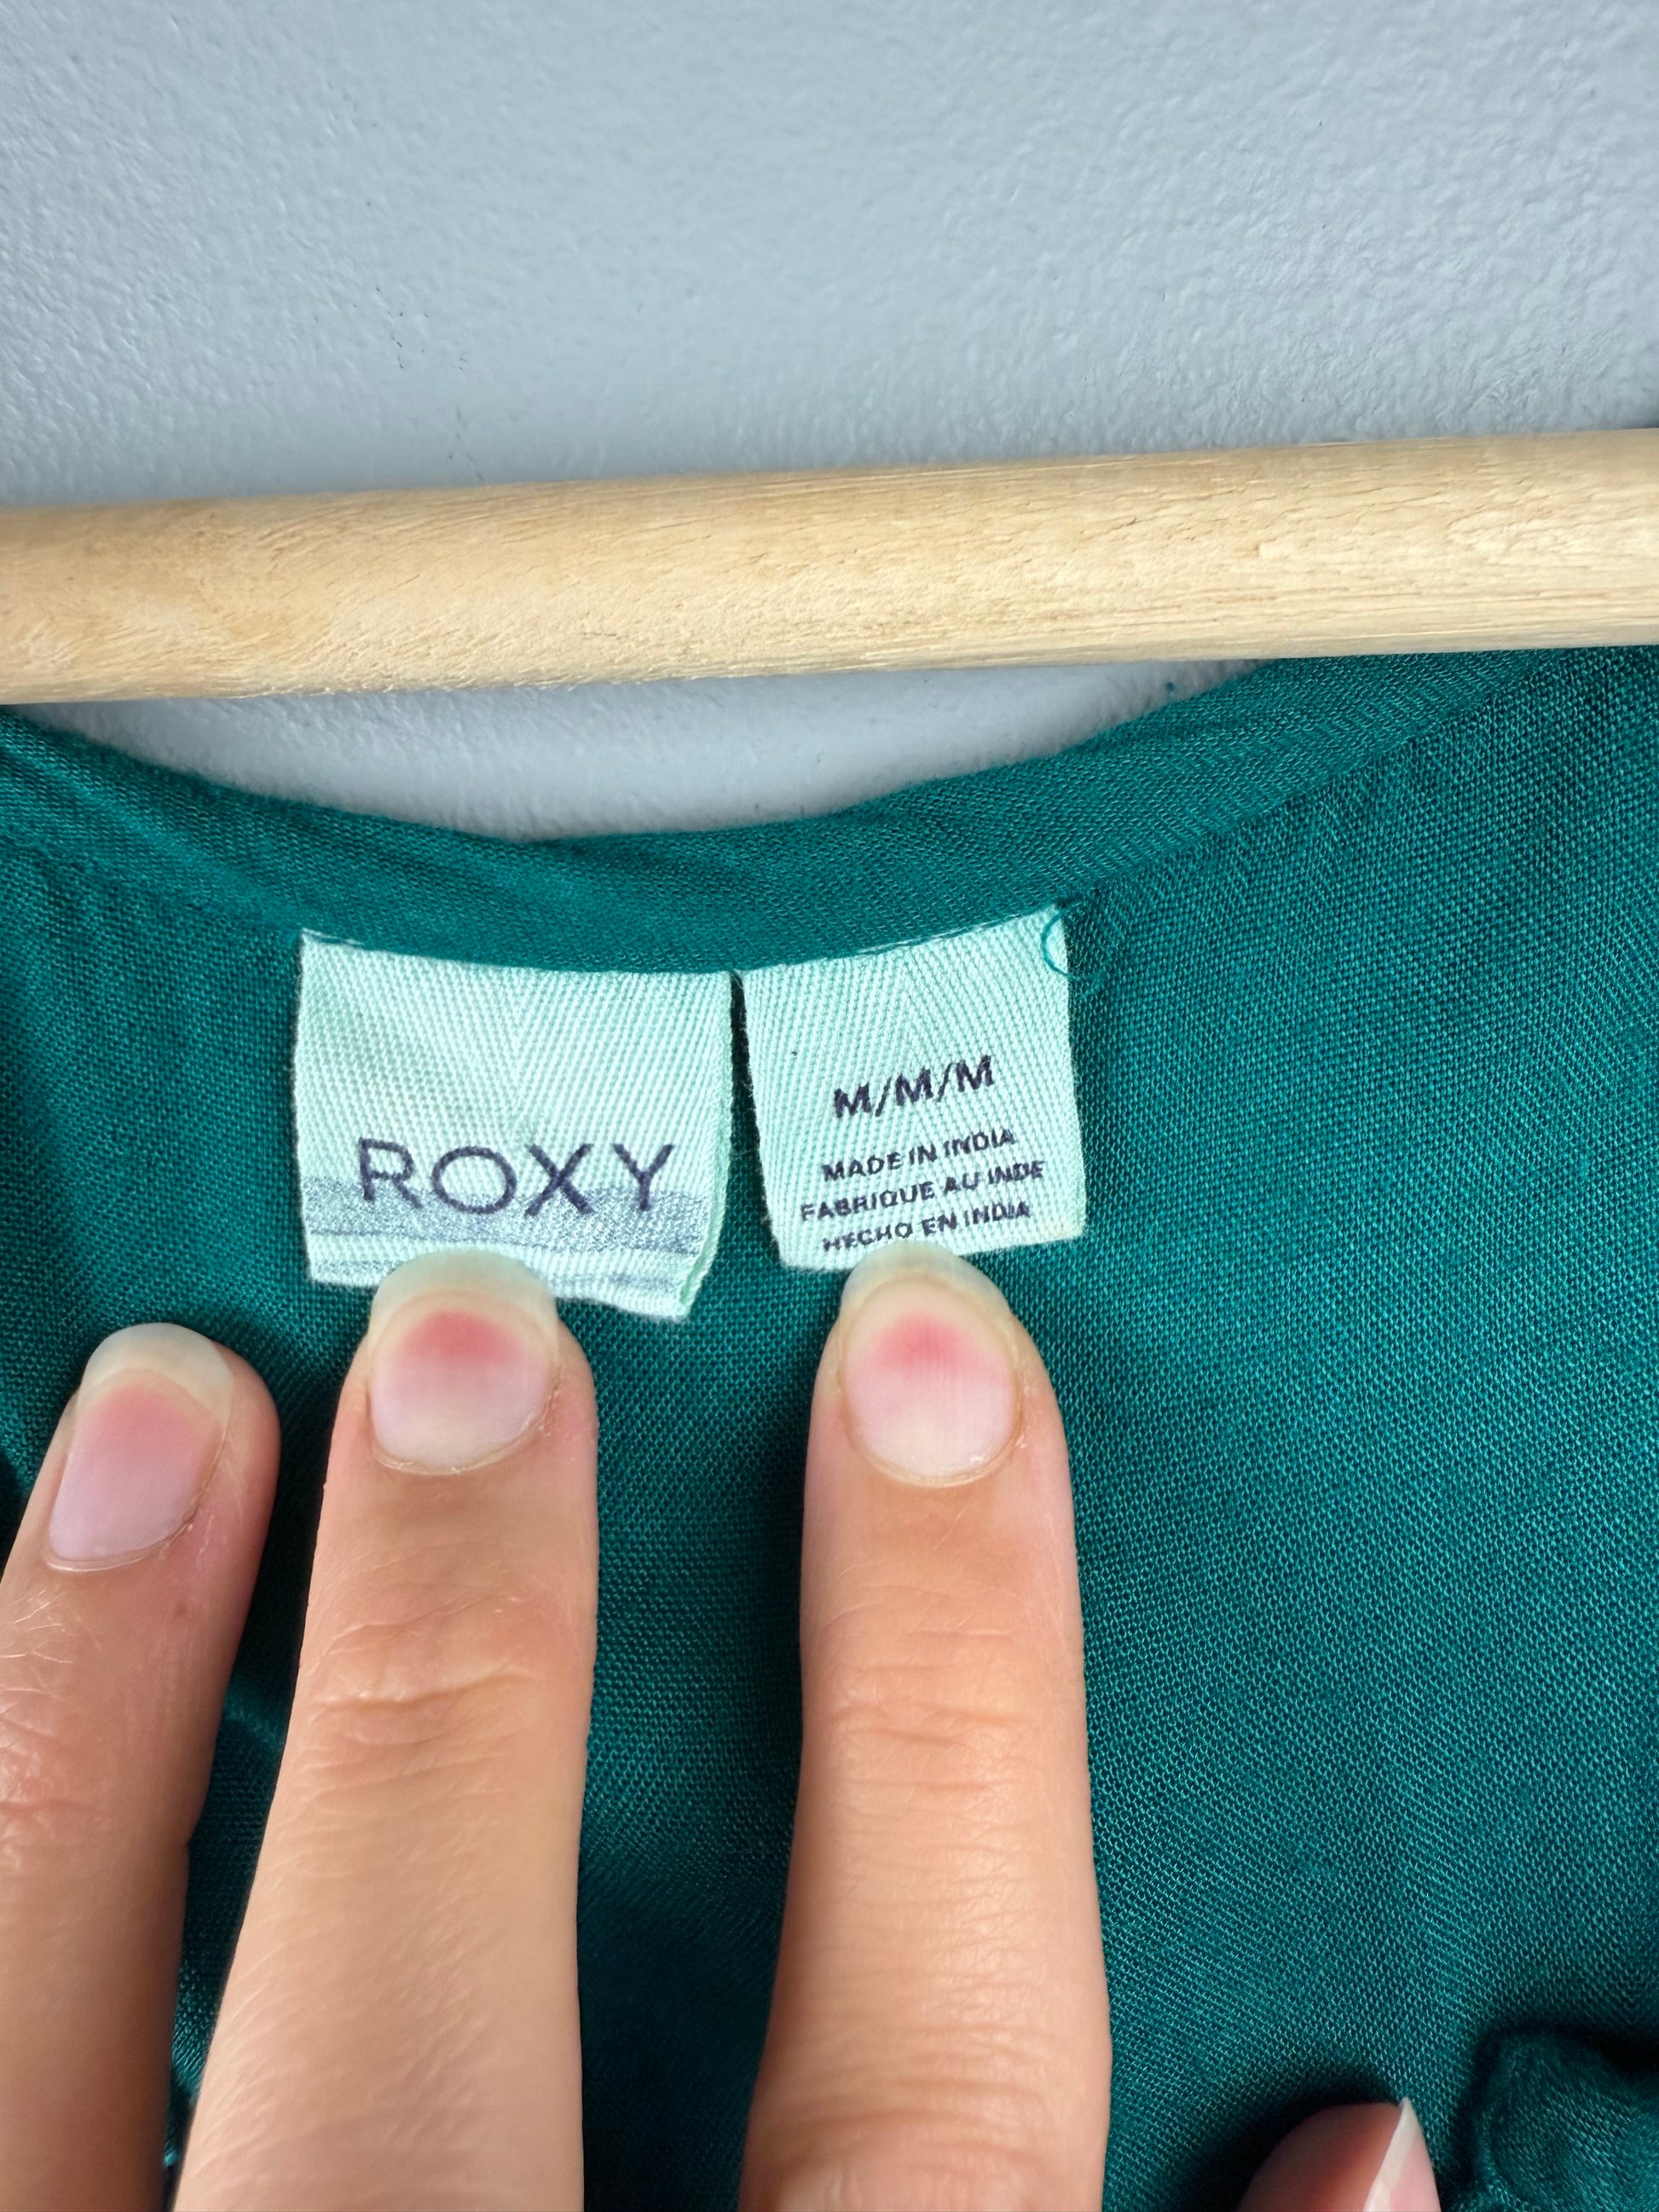 ROXY
M/M/M
MADE IN INDIA
FABRIQUE AU INDE
HECHO EN INDIA